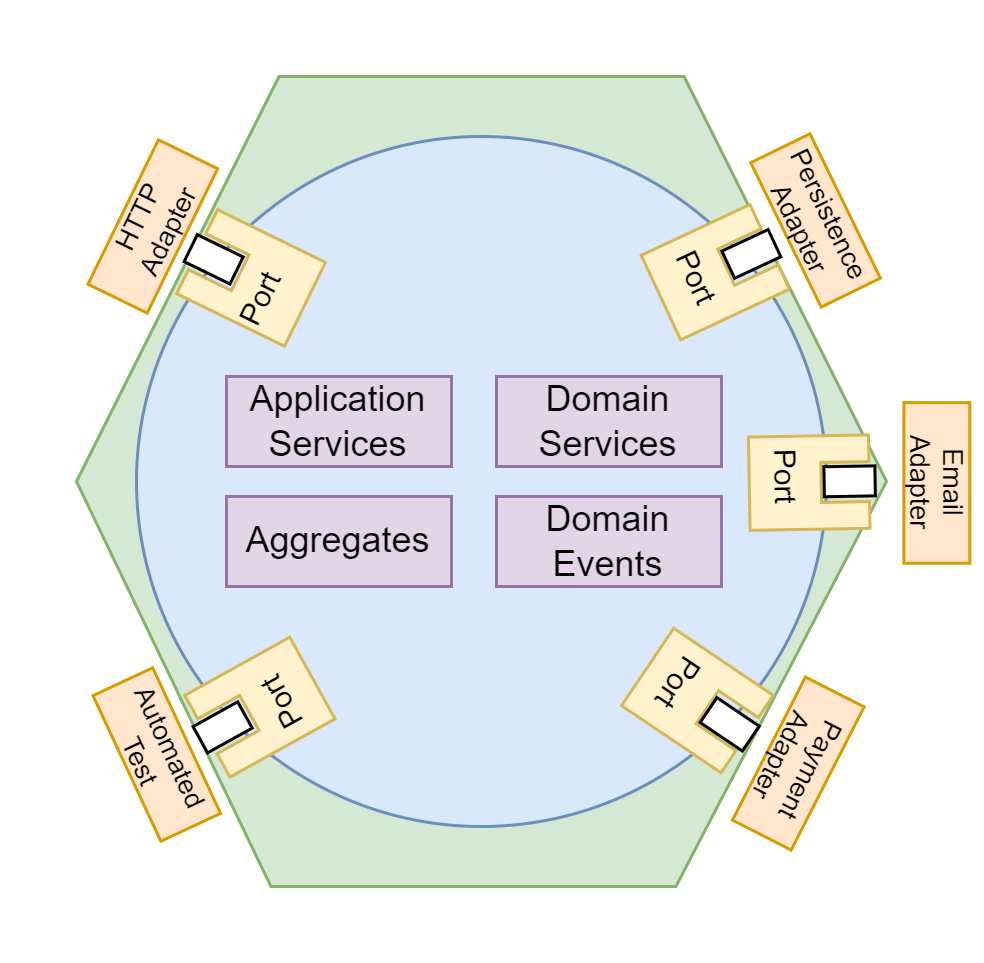 HTTP
Adapter
Port
Persistence
Adapter
Port
Application
Services
Domain
Services
Port
Email
Adapter
Aggregates
Domain
Events
Automated
Test
Port
Port
Payment
Adapter